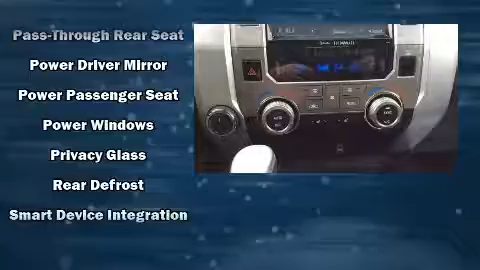 Pass-Through Rear Seat
Power Driver Mirror
Power Passenger Seat
Power Windows
Privacy Glass
Rear Defrost
Smart Device Integration